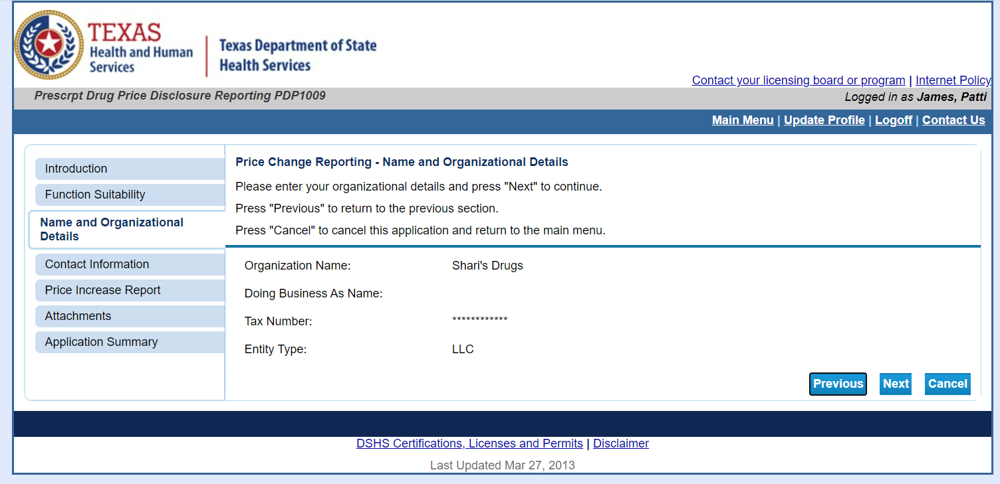 TEXAS
Health and Human
Services
Texas Department of State
Health Services
Contact your licensing board or program | Internet Policy
Prescrpt Drug Price Disclosure Reporting PDP1009
Logged in as James, Patti
Main Menu | Update Profile | Logoff | Contact Us
Introduction
Function Suitability
Name and Organizational
Details
Contact Information
Price Increase Report
Attachments
Application Summary
Price Change Reporting - Name and Organizational Details
Please enter your organizational details and press "Next" to continue.
Press "Previous" to return to the previous section.
Press "Cancel" to cancel this application and return to the main menu.
Organization Name: Shari's Drugs
Doing Business As Name:
Tax Number: ************
Entity Type: LLC
Previous Next Cancel
DSHS Certifications, Licenses and Permits | Disclaimer
Last Updated Mar 27, 2013